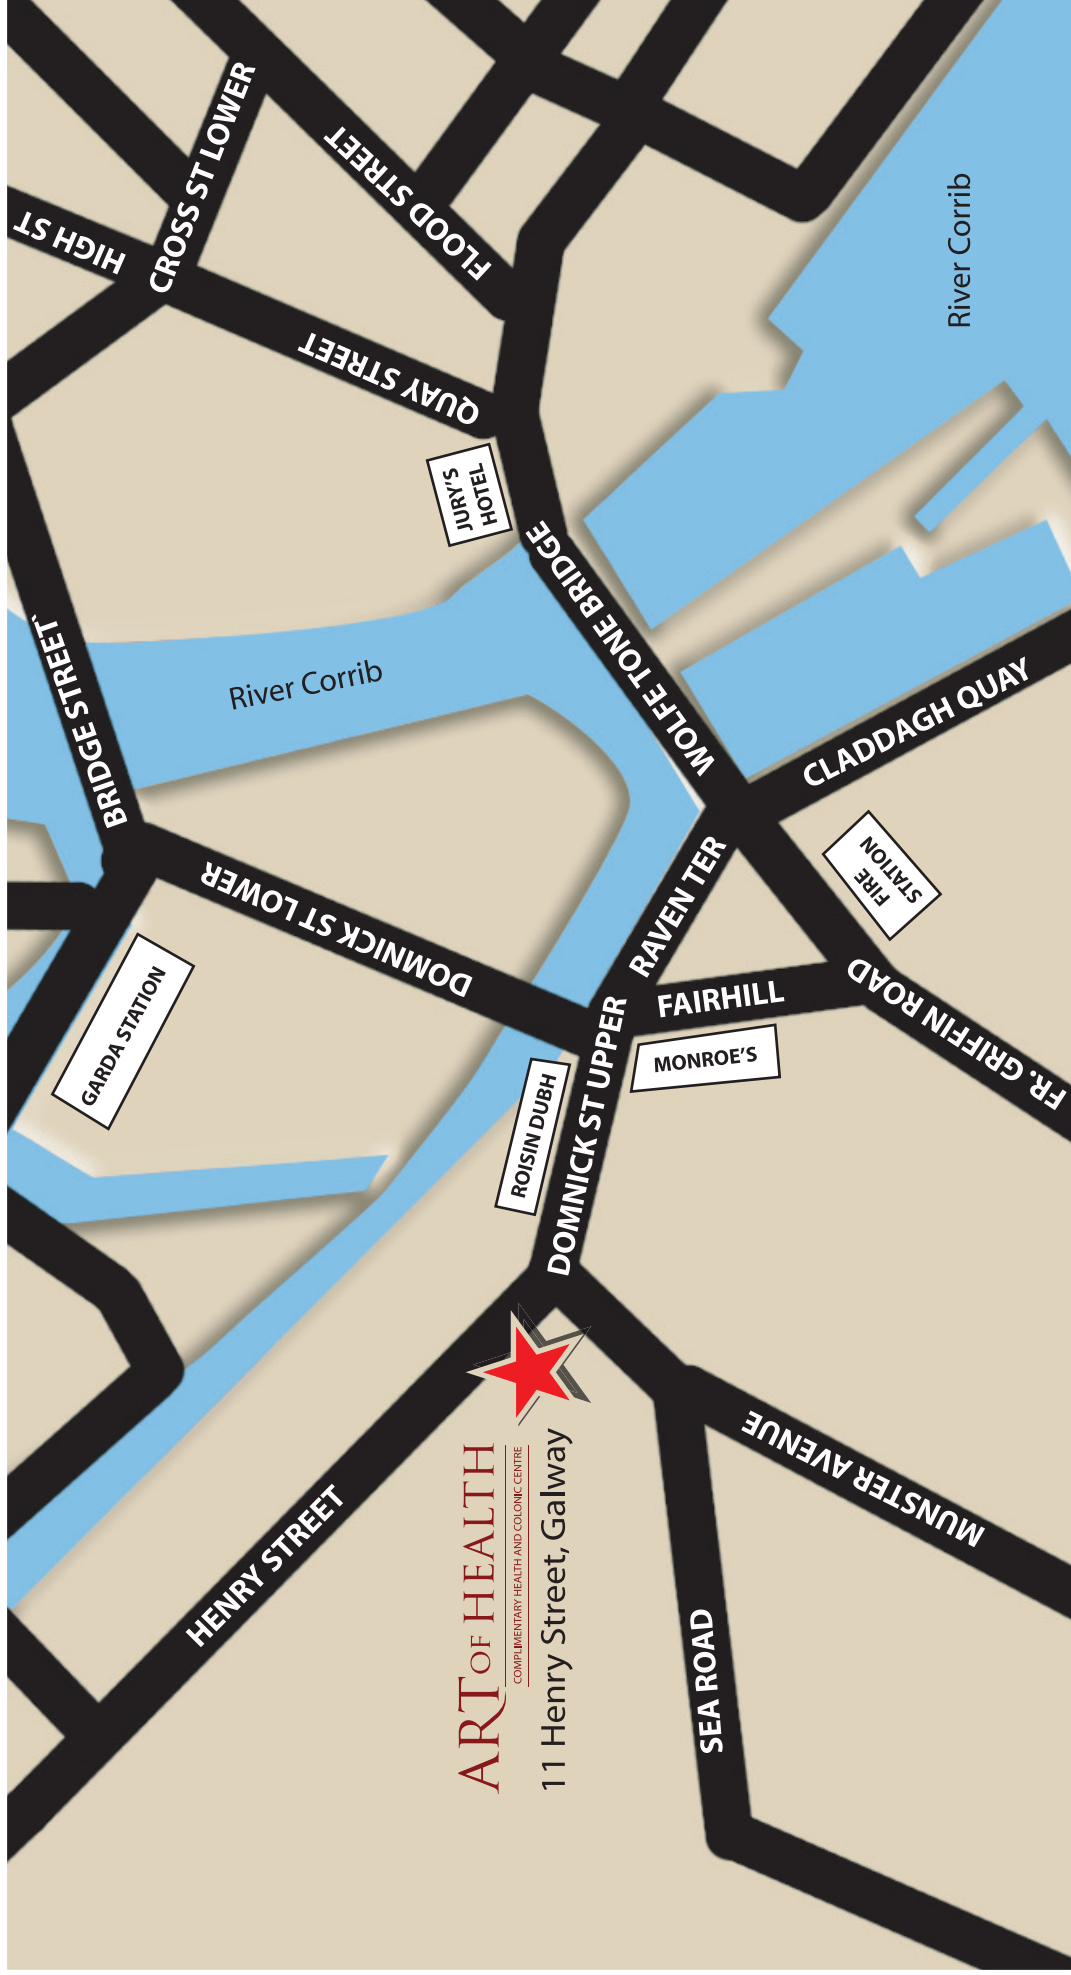 HIGH ST
CROSS ST LOWER
FLOOD STREET
QUAY STREET
JURY'S
HOTEL
River Corrib
BRIDGE STREET`
River Corrib
WOLFE TONE BRIDGE
CLADDAGH QUAY
FIRE
STATION
RAVEN TER
DOMNICK ST LOWER
GARDA STATION
FAIRHILL
MONROE'S
FR. GRIFFIN ROAD
ROISIN DUBH
DOMNICK ST UPPER
HENRY STREET
ART OF HEALTH
COMPLIMENTARY HEALTH AND COLONIC CENTRE
11 Henry Street, Galway
MUNSTER AVENUE
SEA ROAD